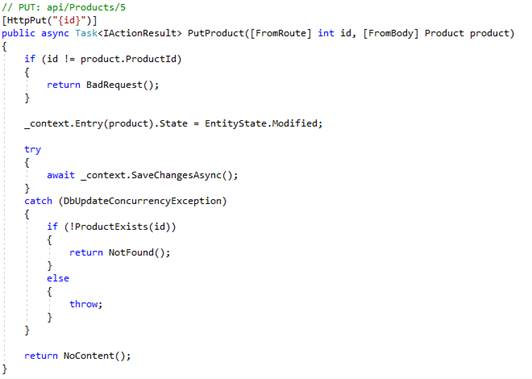 // PUT: api/Products/5
[HttpPut("{id}")]
public async Task<IActionResult> PutProduct([FromRoute] int id, [FromBody] Product product)
{
    if (id != product.ProductId)
    {
        return BadRequest();
    }

    _context.Entry(product).State = EntityState.Modified;

    try
    {
        await _context.SaveChangesAsync();
    }
    catch (DbUpdateConcurrencyException)
    {
        if (!ProductExists(id))
        {
            return NotFound();
        }
        else
        {
            throw;
        }
    }

    return NoContent();
}